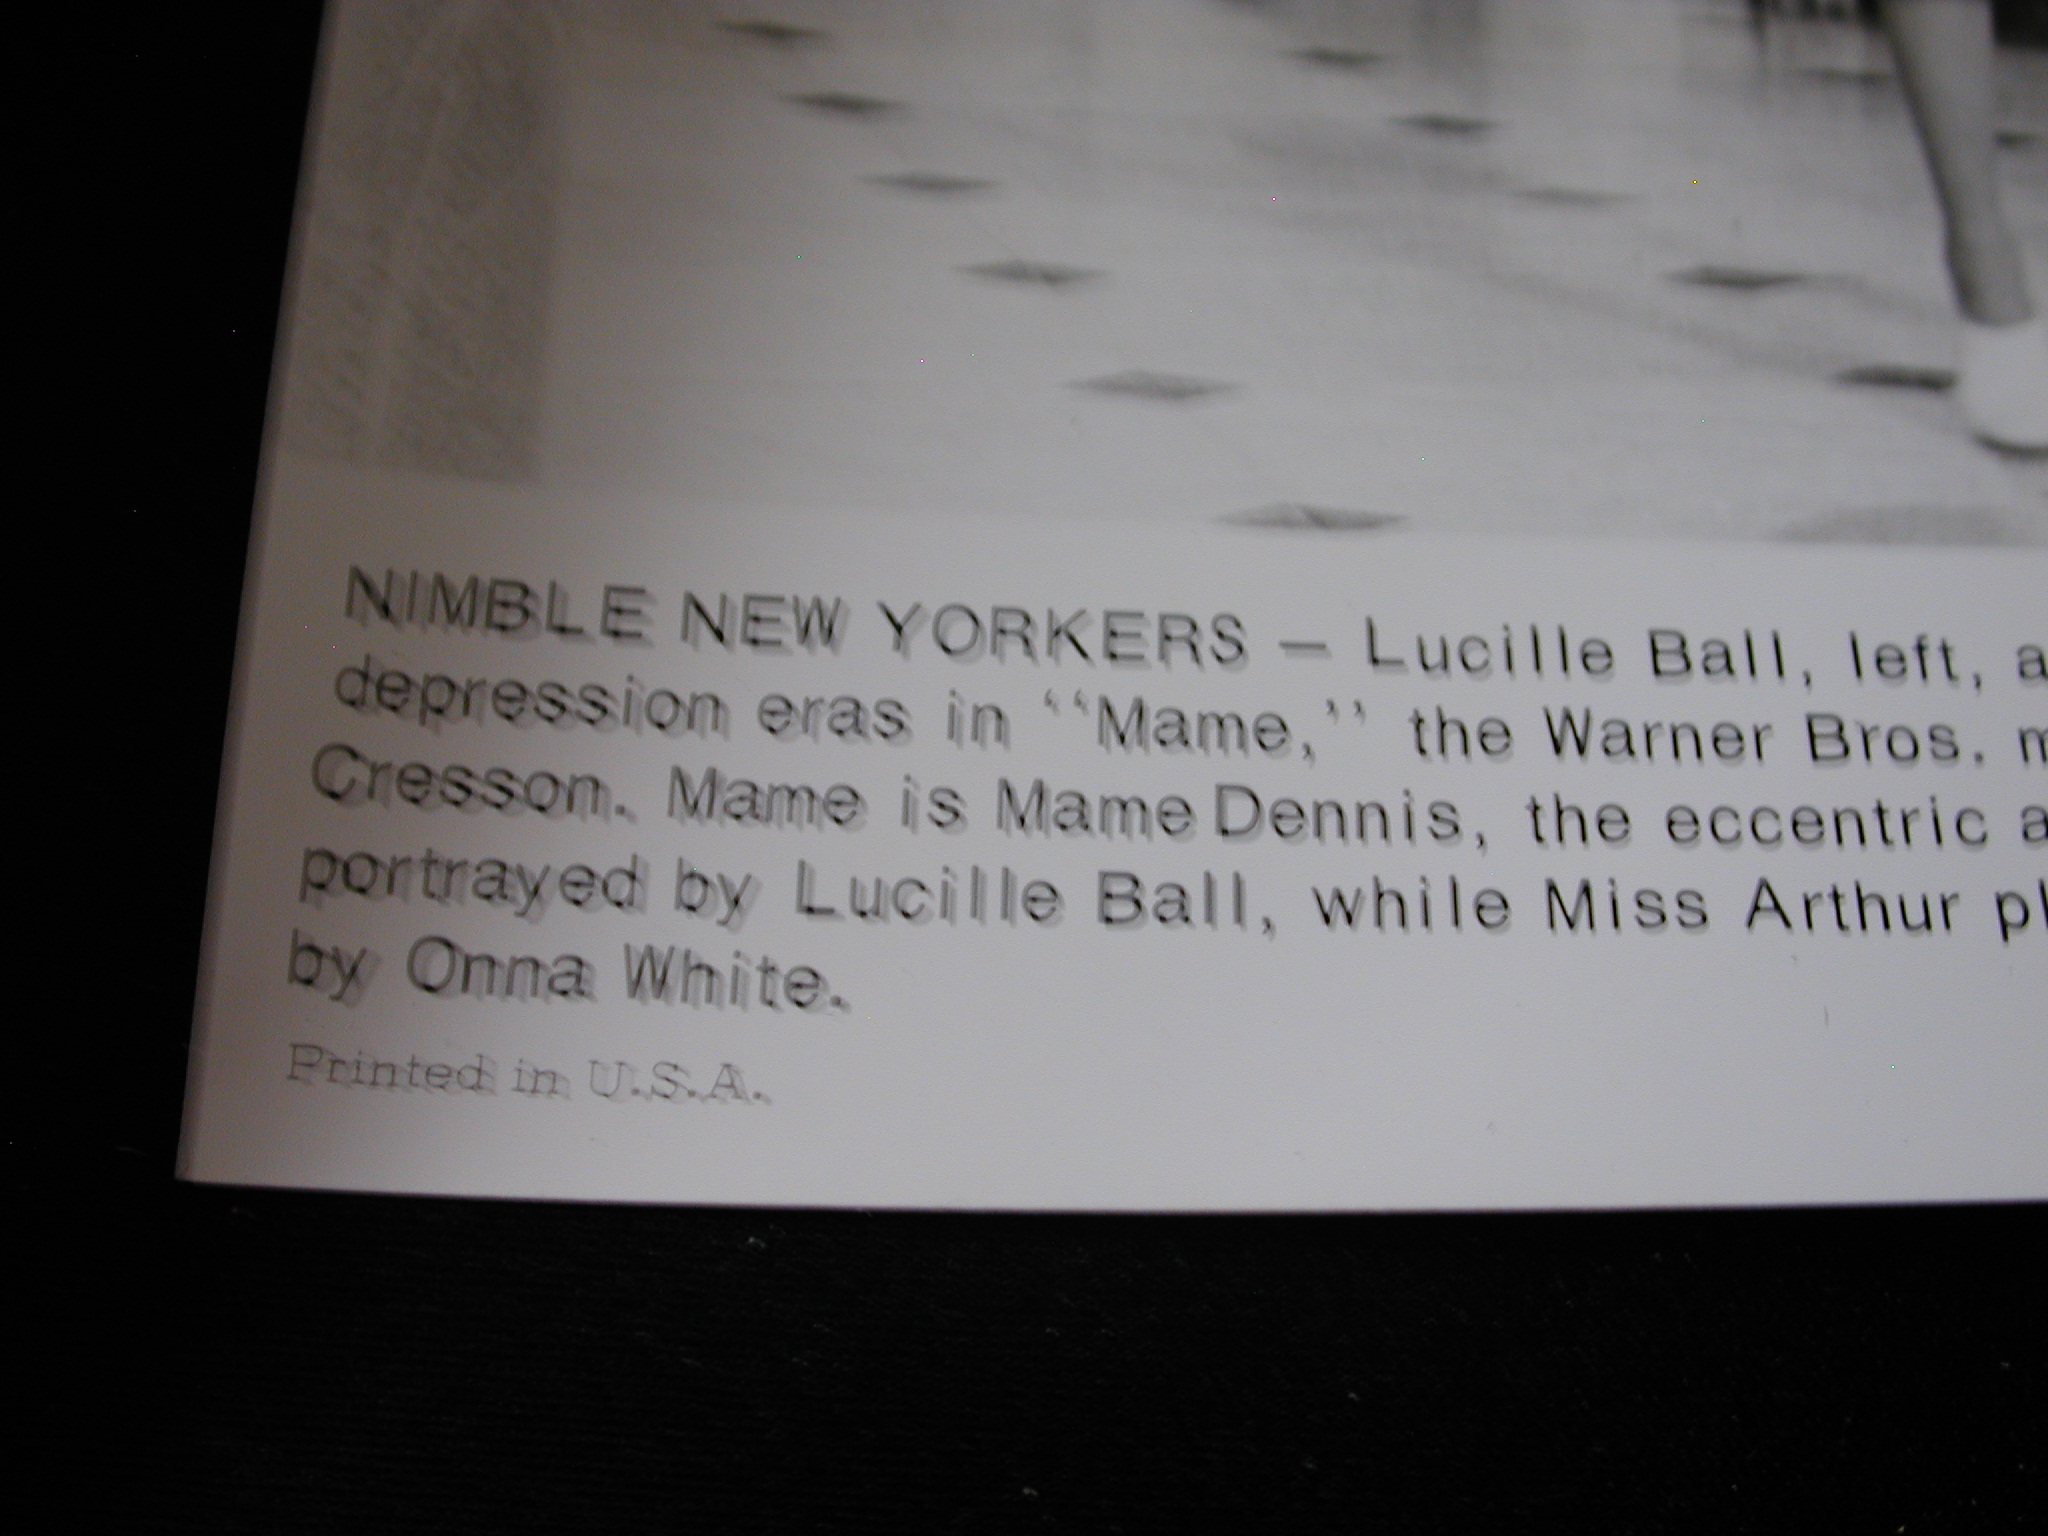 NIMBLE NEW YORKERS — Lucille Ball, left, a
depression eras in “Mame,” the Warner Bros. m
Cresson. Mame is Mame Dennis, the eccentric a
portrayed by Lucille Ball, while Miss Arthur pl
by Onna White.
Printed in U.S.A.